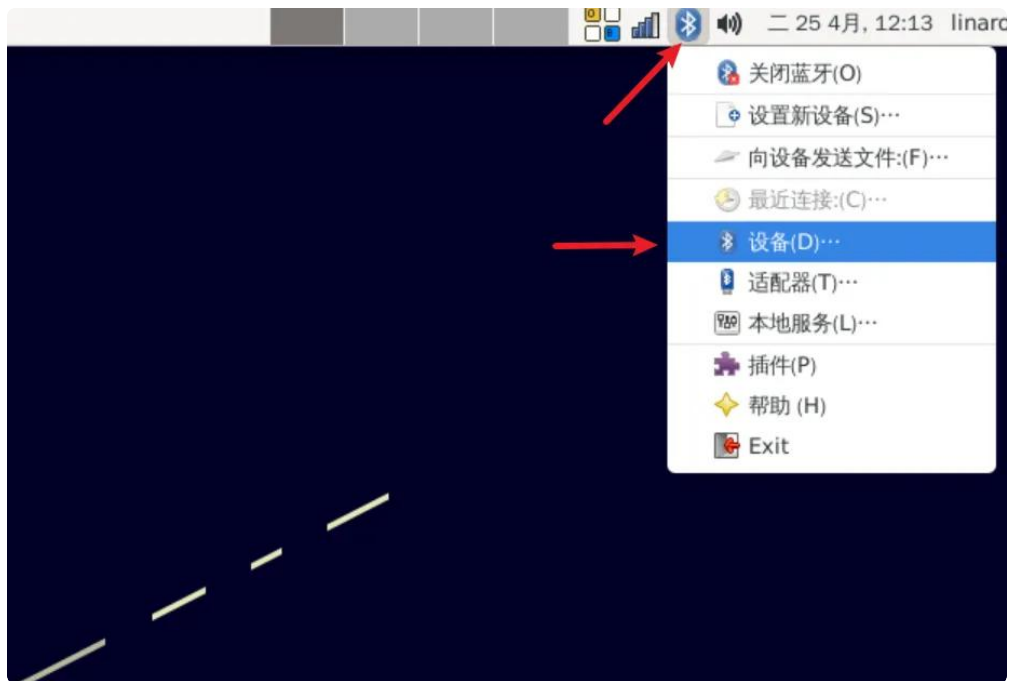 二 25 4月, 12:13 linaro
关闭蓝牙(O)
设置新设备(S)…
向设备发送文件:(F)…
最近连接:(C)…
设备(D)…
适配器(T)…
本地服务(L)…
插件(P)
帮助 (H)
Exit